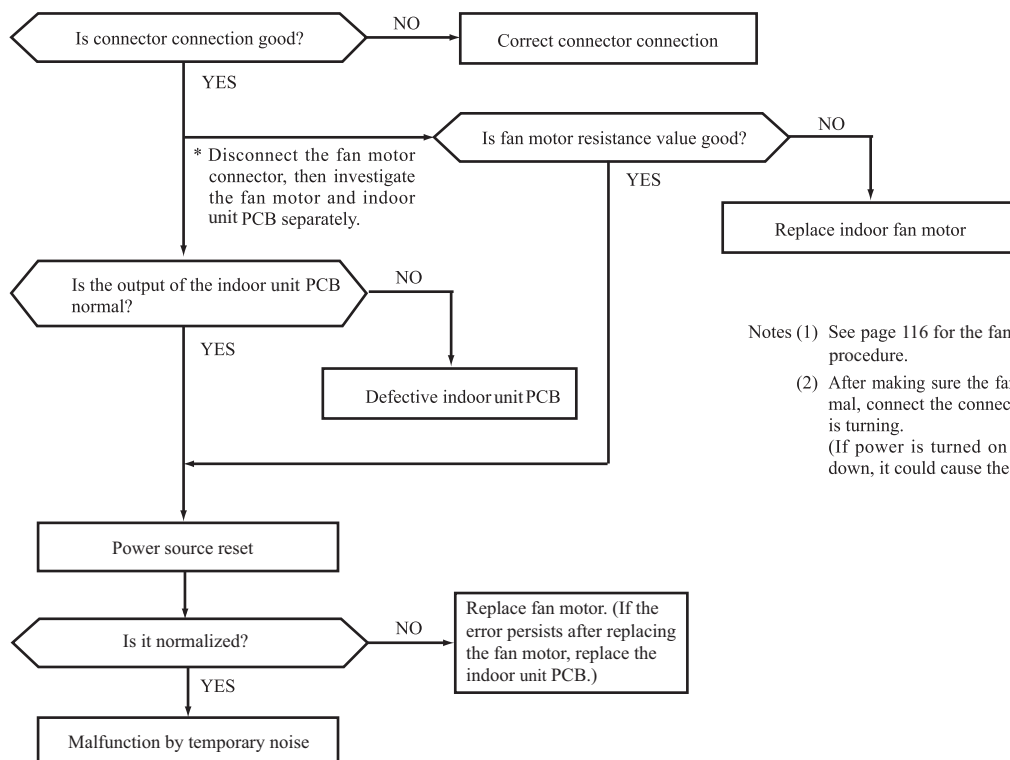 Is connector connection good?
NO
Correct connector connection
YES
Is fan motor resistance value good?
NO
* Disconnect the fan motor
connector, then investigate
the fan motor and indoor
unit PCB separately.
YES
Replace indoor fan motor
Is the output of the indoor unit PCB
normal?
NO
YES
Defective indoor unit PCB
Notes (1) See page 116 for the fan
procedure.
(2) After making sure the
mal, connect the
is turning.
(If power is turned on
down, it could cause the
Power source reset
Is it normalized?
NO
Replace fan motor. (If the
error persists after replacing
the fan motor, replace the
indoor unit PCB.)
YES
Malfunction by temporary noise